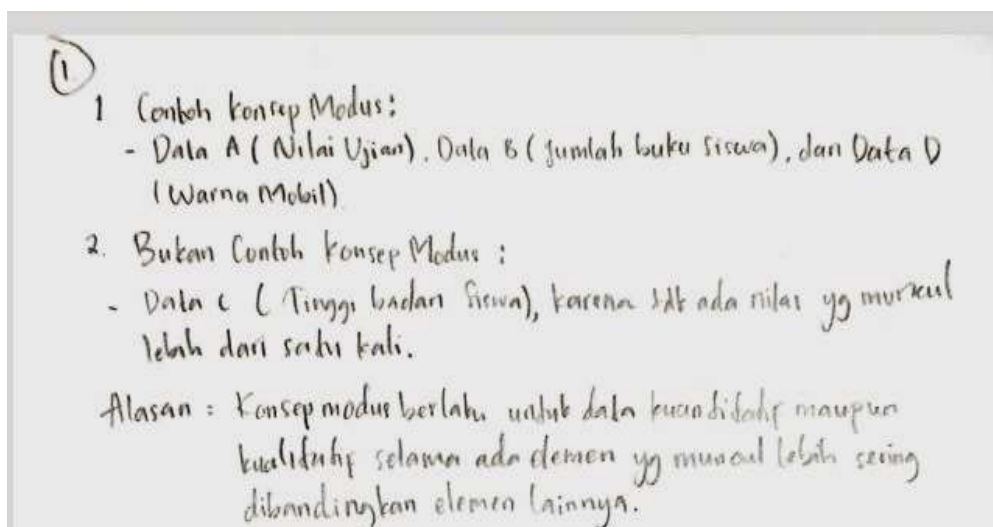 ①
1 Contoh Konsep Modus:
- Data A ( Nilai Ujian). Data B ( Jumlah buku siswa), dan Data D
( Warna Mobil)
2. Bukan Contoh Konsep Modus :
- Data C ( Tinggi badan Siswa), karena tdk ada nilai yg muncul
lebih dari satu kali.
Alasan : Konsep modus berlaku untuk data kuantitatif maupun
kualitatif selama ada elemen yg muncul lebih sering
dibandingkan elemen lainnya.